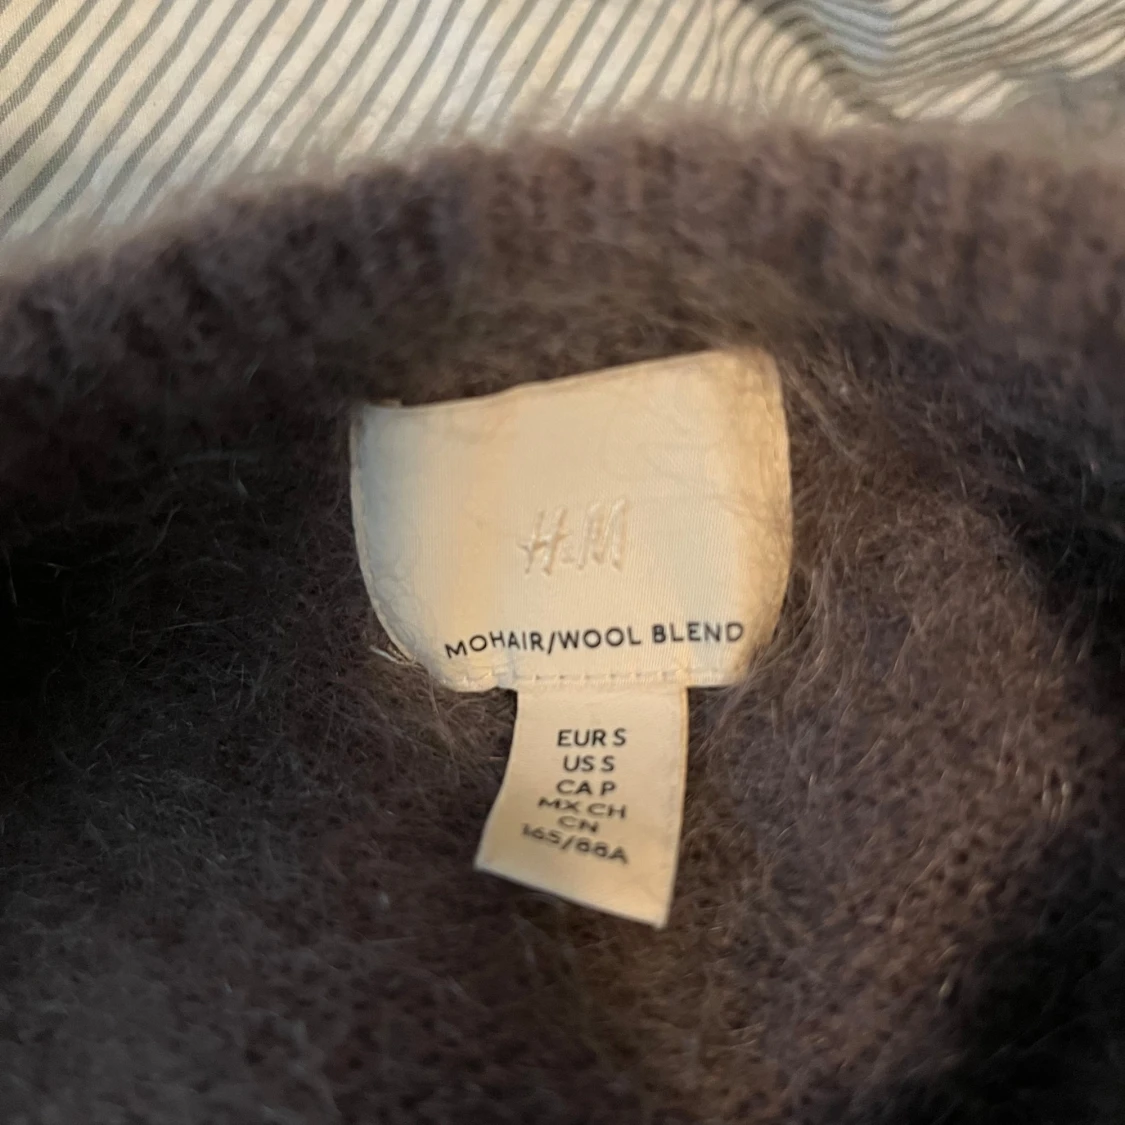 H&M
MOHAIR/WOOL BLEND
EUR S
US S
CA P
MX CH
CN
165/88A